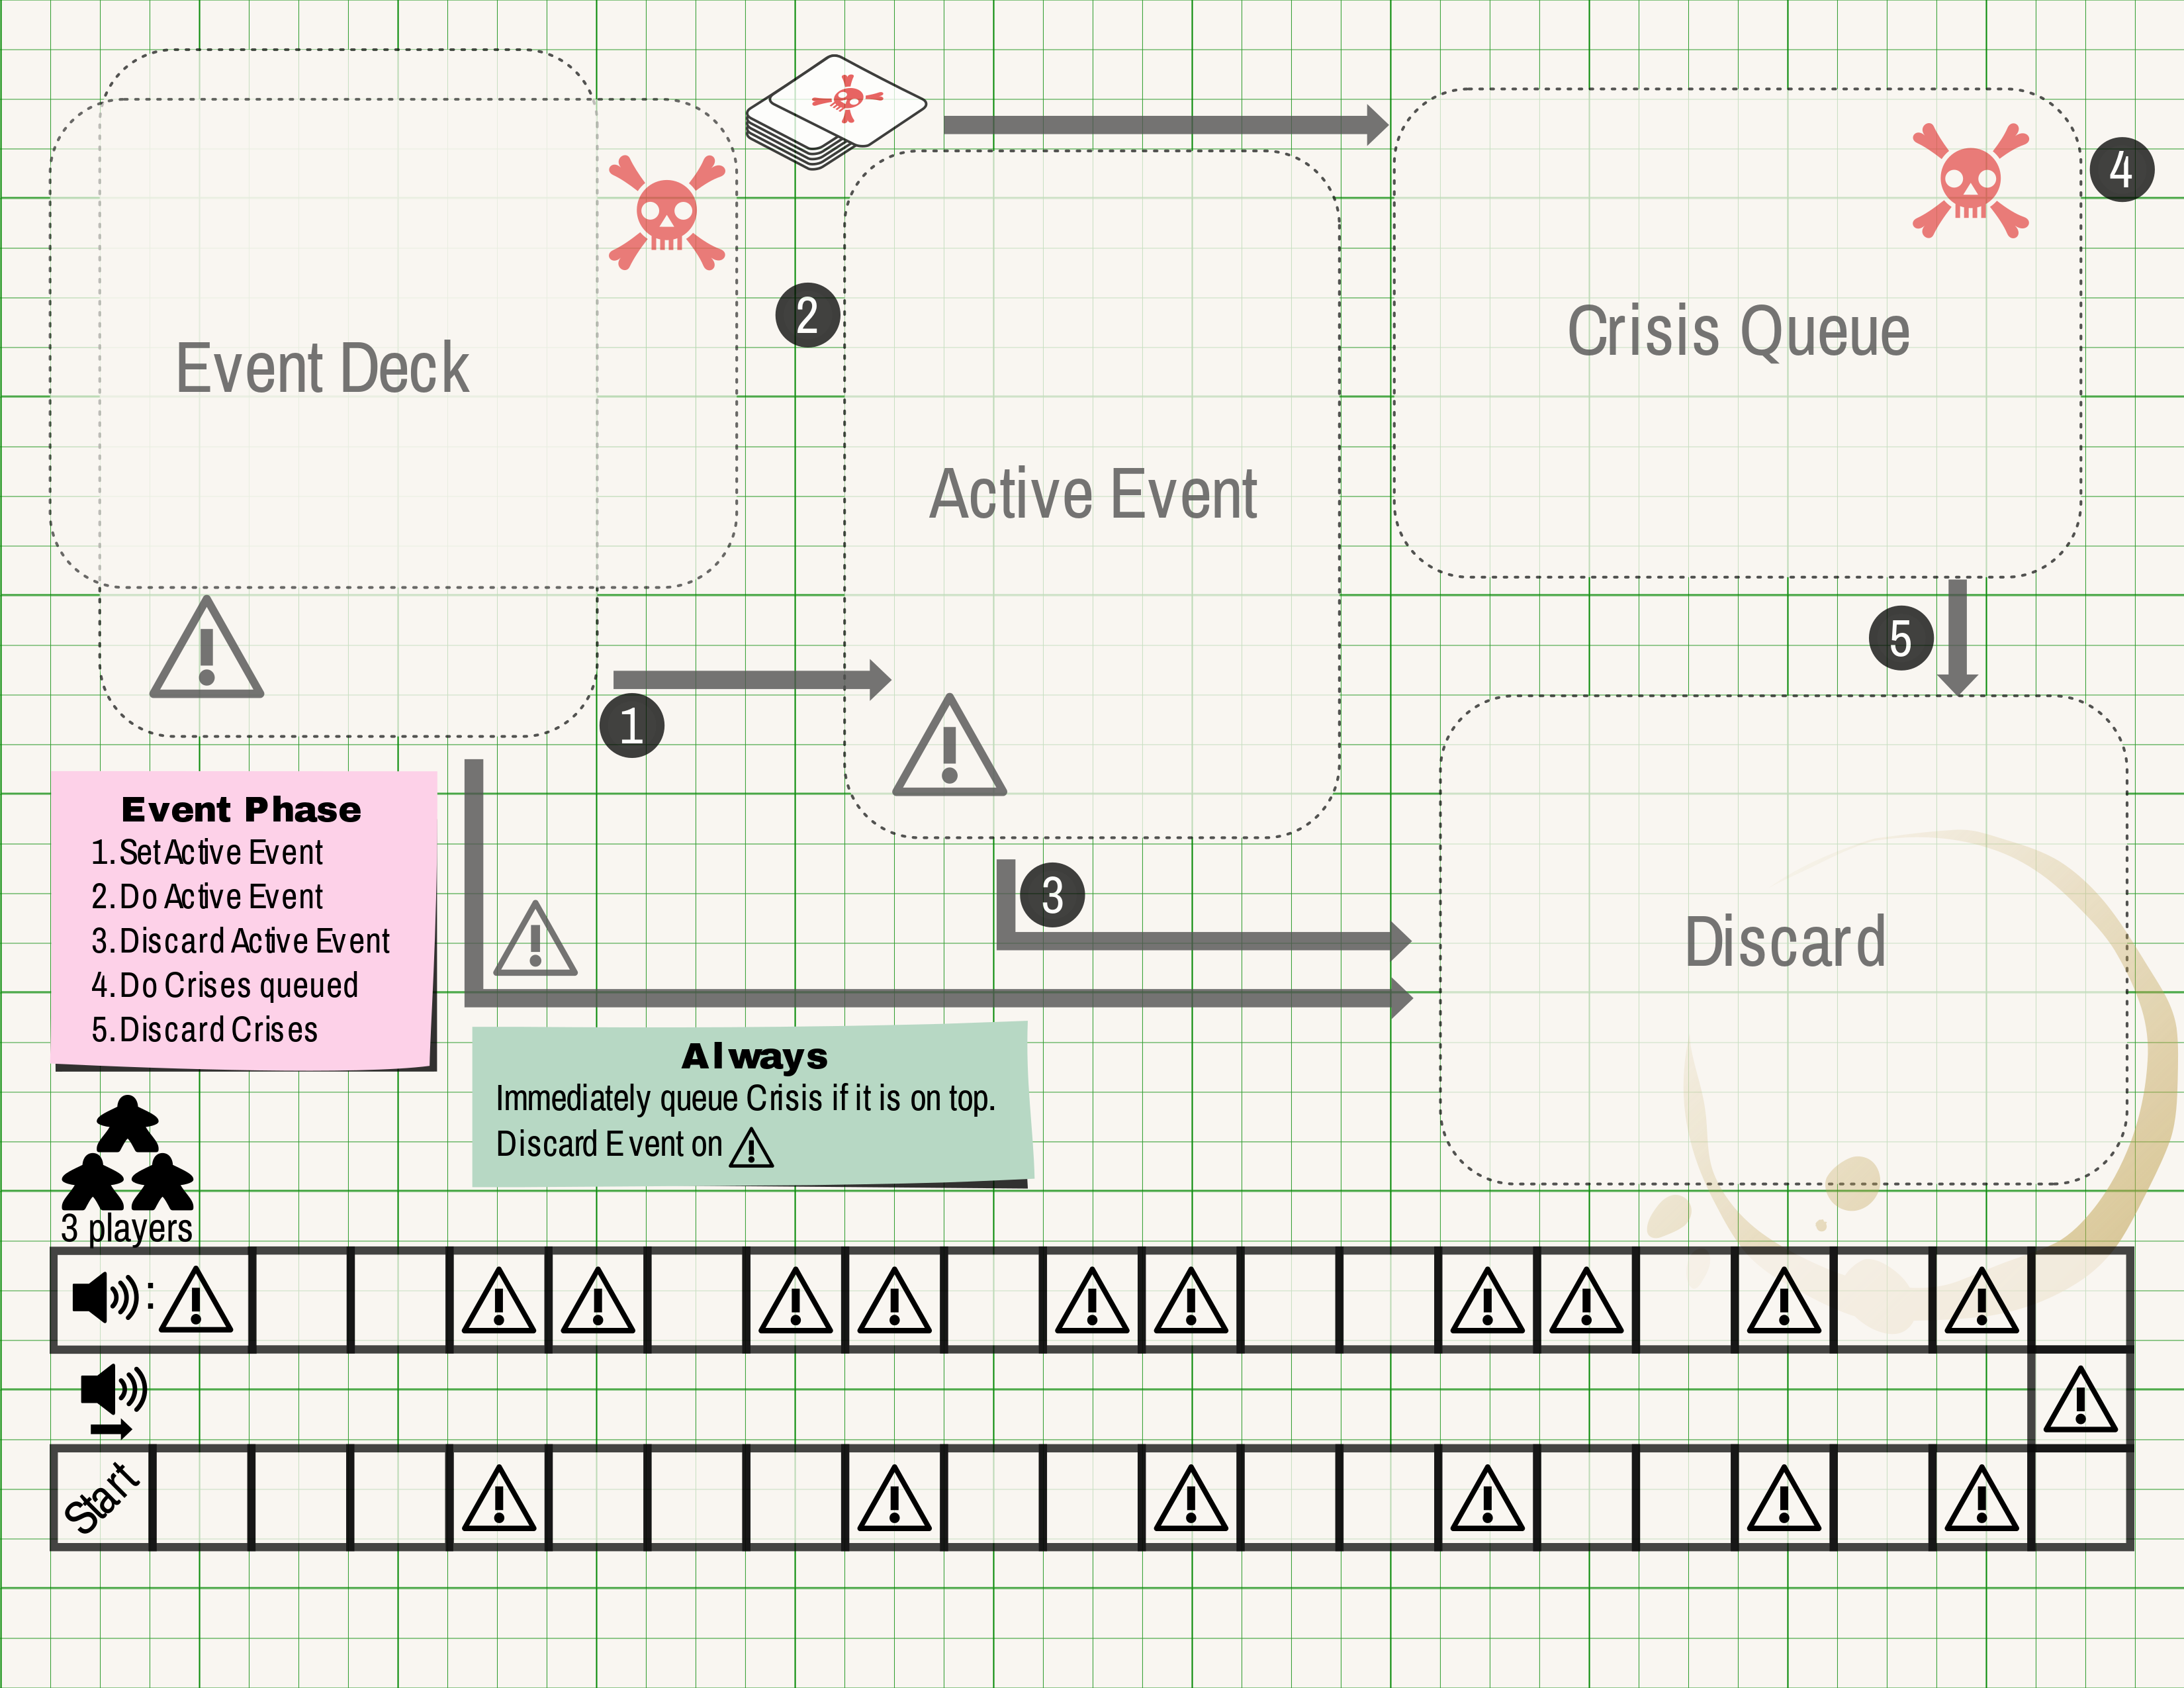 4
2
Crisis Queue
Event Deck
Active Event
5
1
Event Phase
1. Set Active Event
2. Do Active Event
3. Discard Active Event
4. Do Crises queued
5. Discard Crises
3
Discard
Always
Immediately queue Crisis if it is on top.
Discard Event on
3 players
:
Start